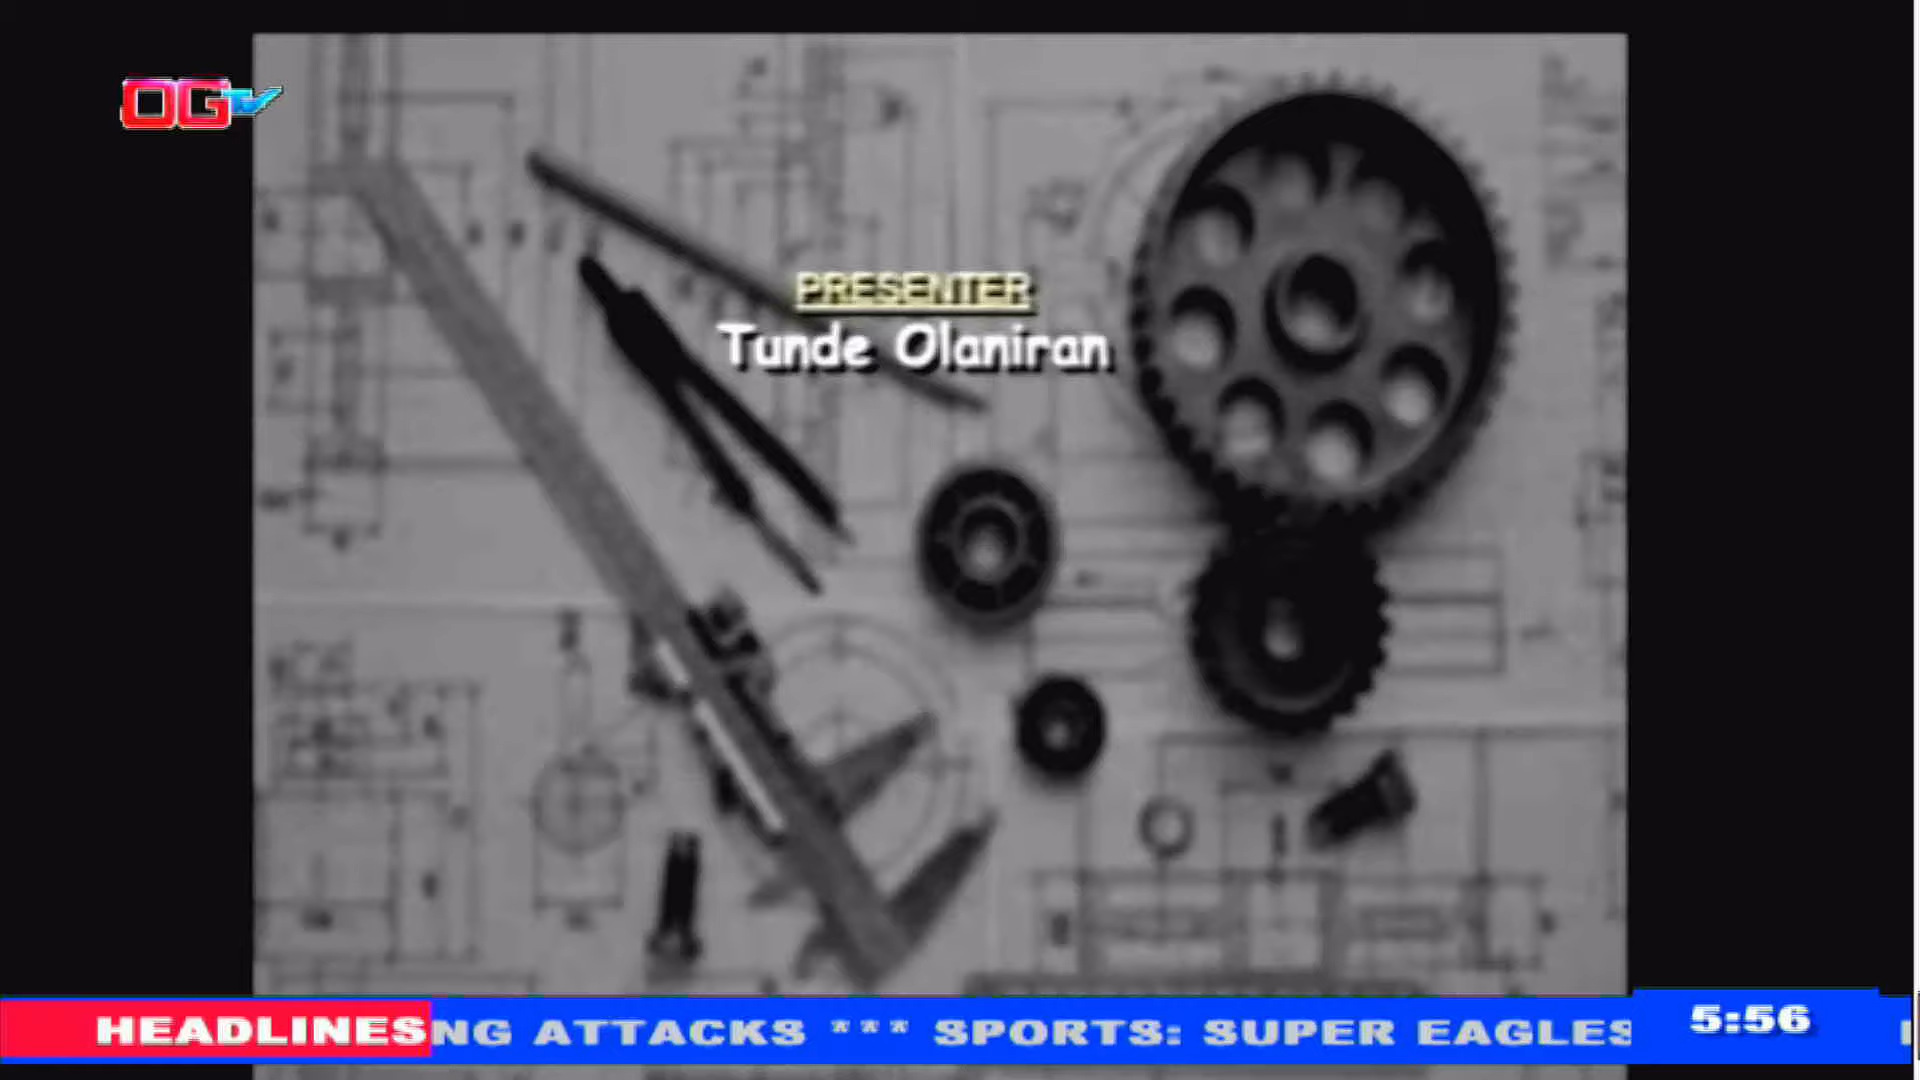 OGTV
PRESENTER
Tunde Olaniran
HEADLINES
NG ATTACKS *** SPORTS: SUPER EAGLES
5:56